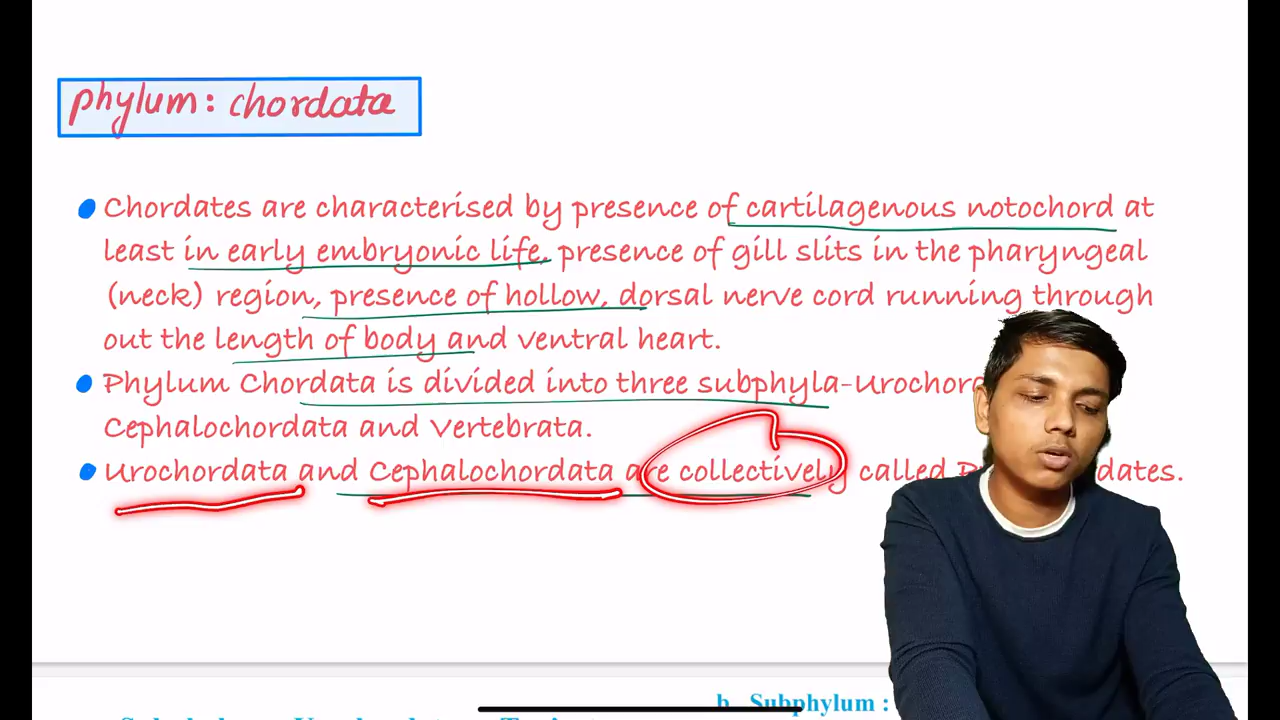 phylum: chordata
Chordates are characterised by presence of cartilagenous notochord at
least in early embryonic life, presence of gill slits in the pharyngeal
(neck) region, presence of hollow, dorsal nerve cord running through
out the length of body and ventral heart.
Phylum Chordata is divided into three subphyla-
Cephalochordata and Vertebrata.
Urochordata and Cephalochordata are collectively called
b. Subphylum :